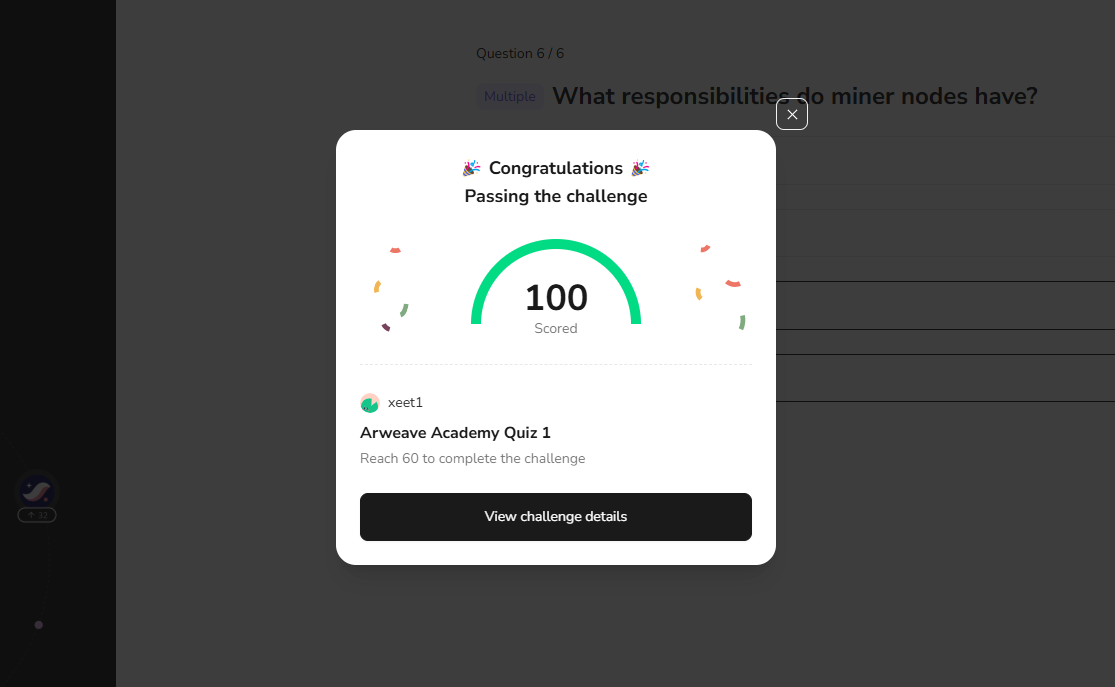 Question 6 / 6
Multiple What responsibilities do miner nodes have?
Congratulations
Passing the challenge
100
Scored
xeet1
Arweave Academy Quiz 1
Reach 60 to complete the challenge
32
View challenge details